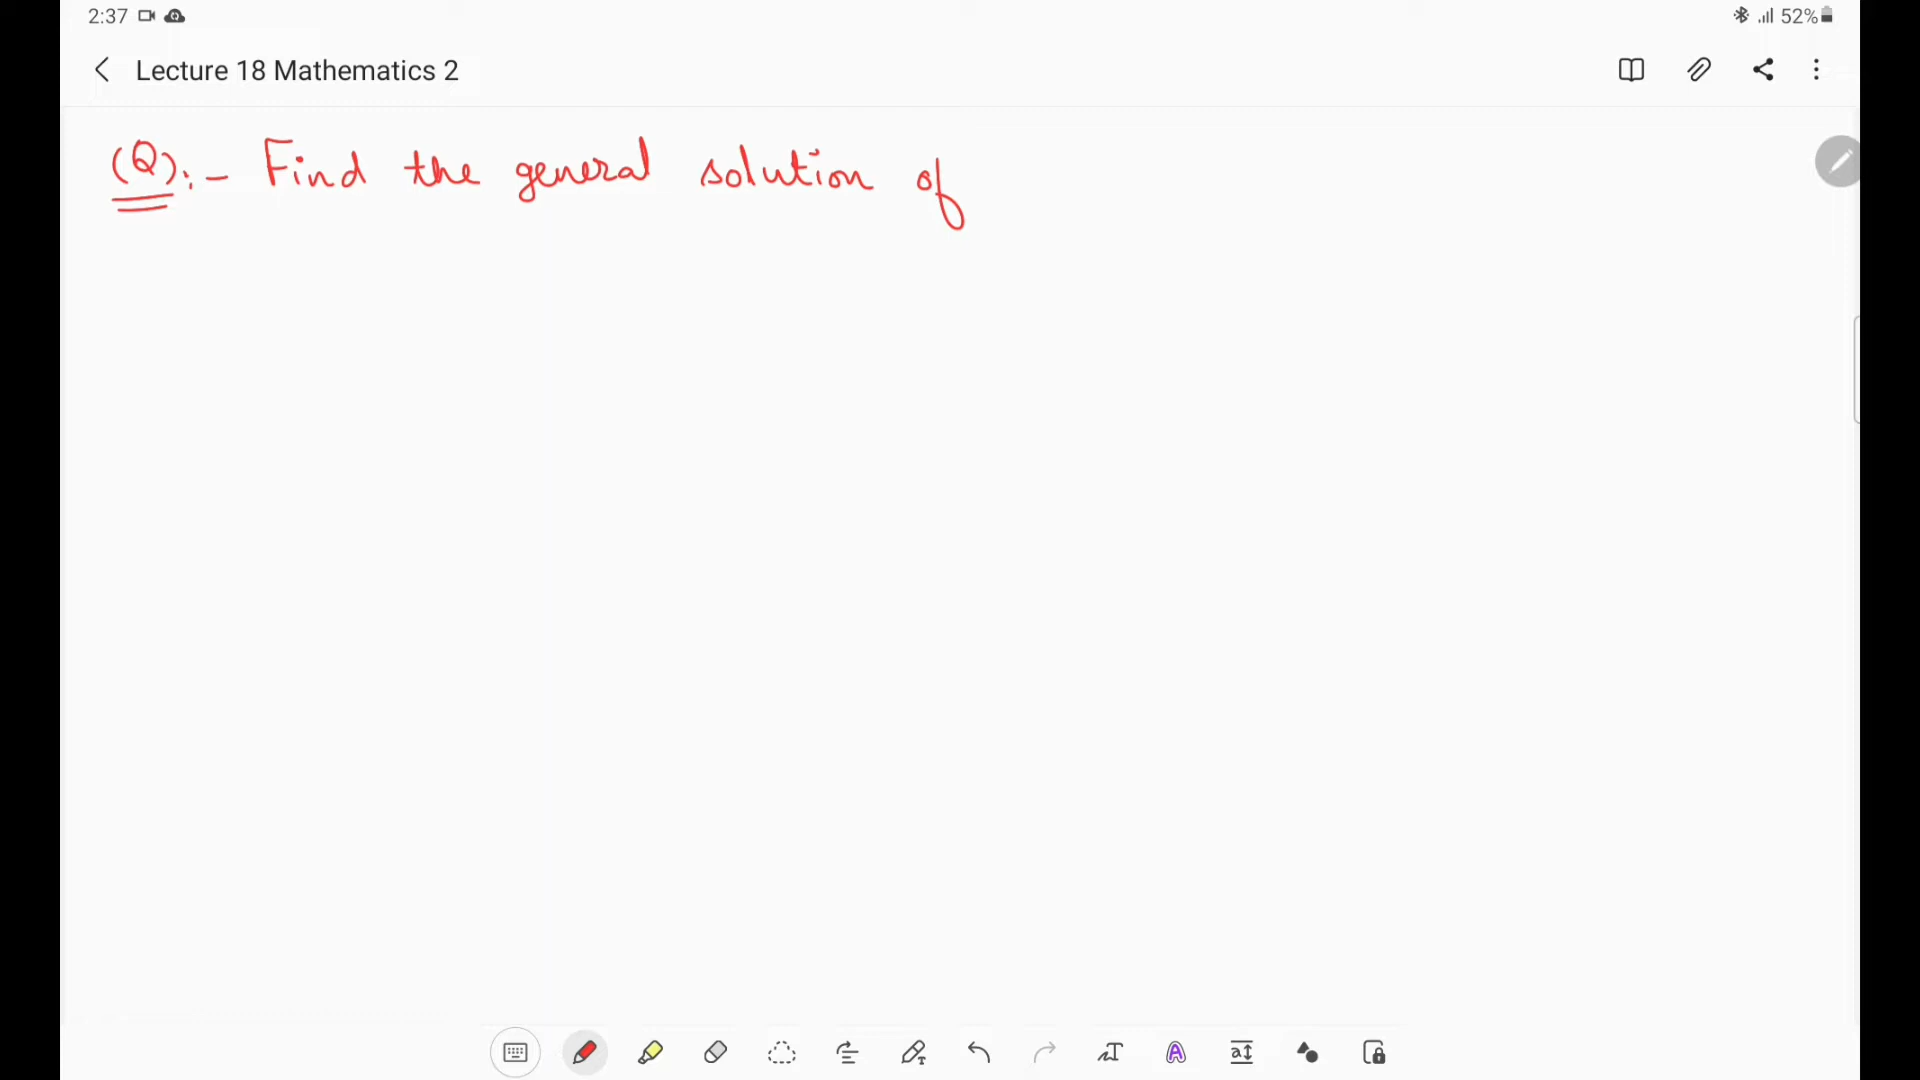 2:37 52%
Lecture 18 Mathematics 2
(Q):- Find the general solution of